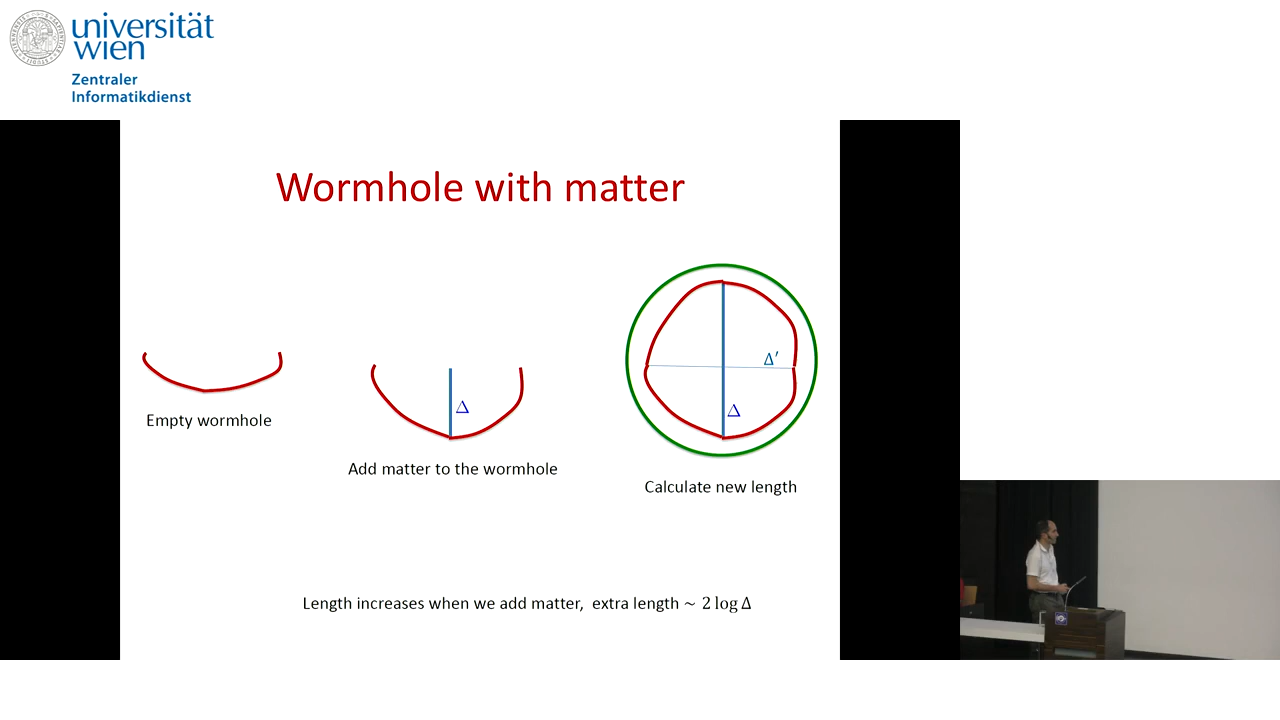 universität
wien
Zentraler
Informatikdienst
Wormhole with matter
Empty wormhole
Δ
Add matter to the wormhole
Δ′
Δ
Calculate new length
Length increases when we add matter, extra length ~ 2 log Δ